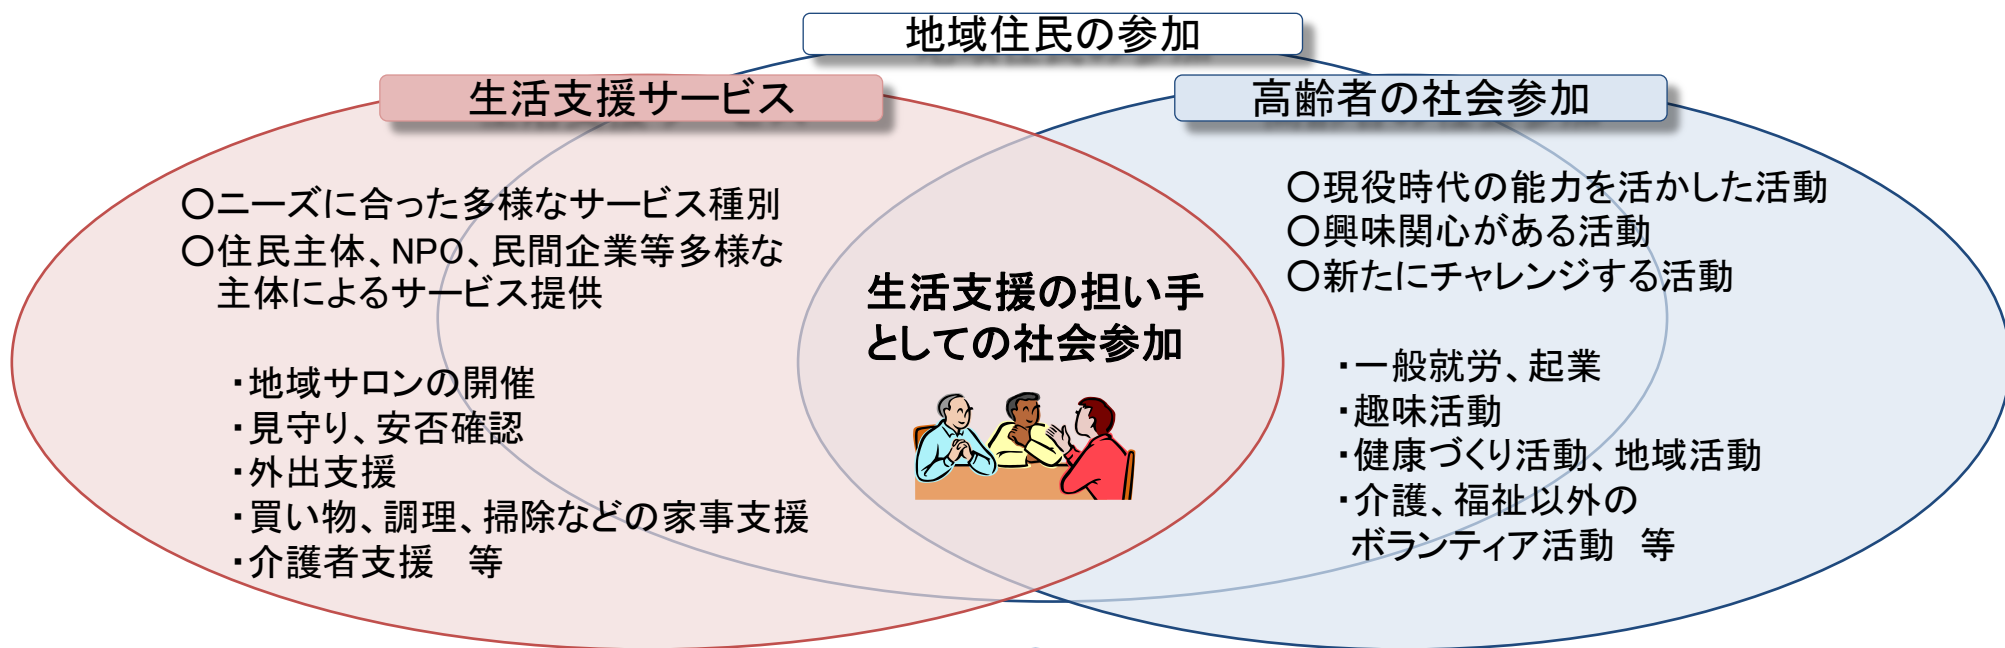 地域住民の参加
生活支援サービス
○ニーズに合った多様なサービス種別
○住民主体、NPO、民間企業等多様な
主体によるサービス提供
・地域サロンの開催
・見守り、安否確認
・外出支援
・買い物、調理、掃除などの家事支援
・介護者支援　等
生活支援の担い手
としての社会参加
高齢者の社会参加
○現役時代の能力を活かした活動
○興味関心がある活動
○新たにチャレンジする活動
・一般就労、起業
・趣味活動
・健康づくり活動、地域活動
・介護、福祉以外の
ボランティア活動　等